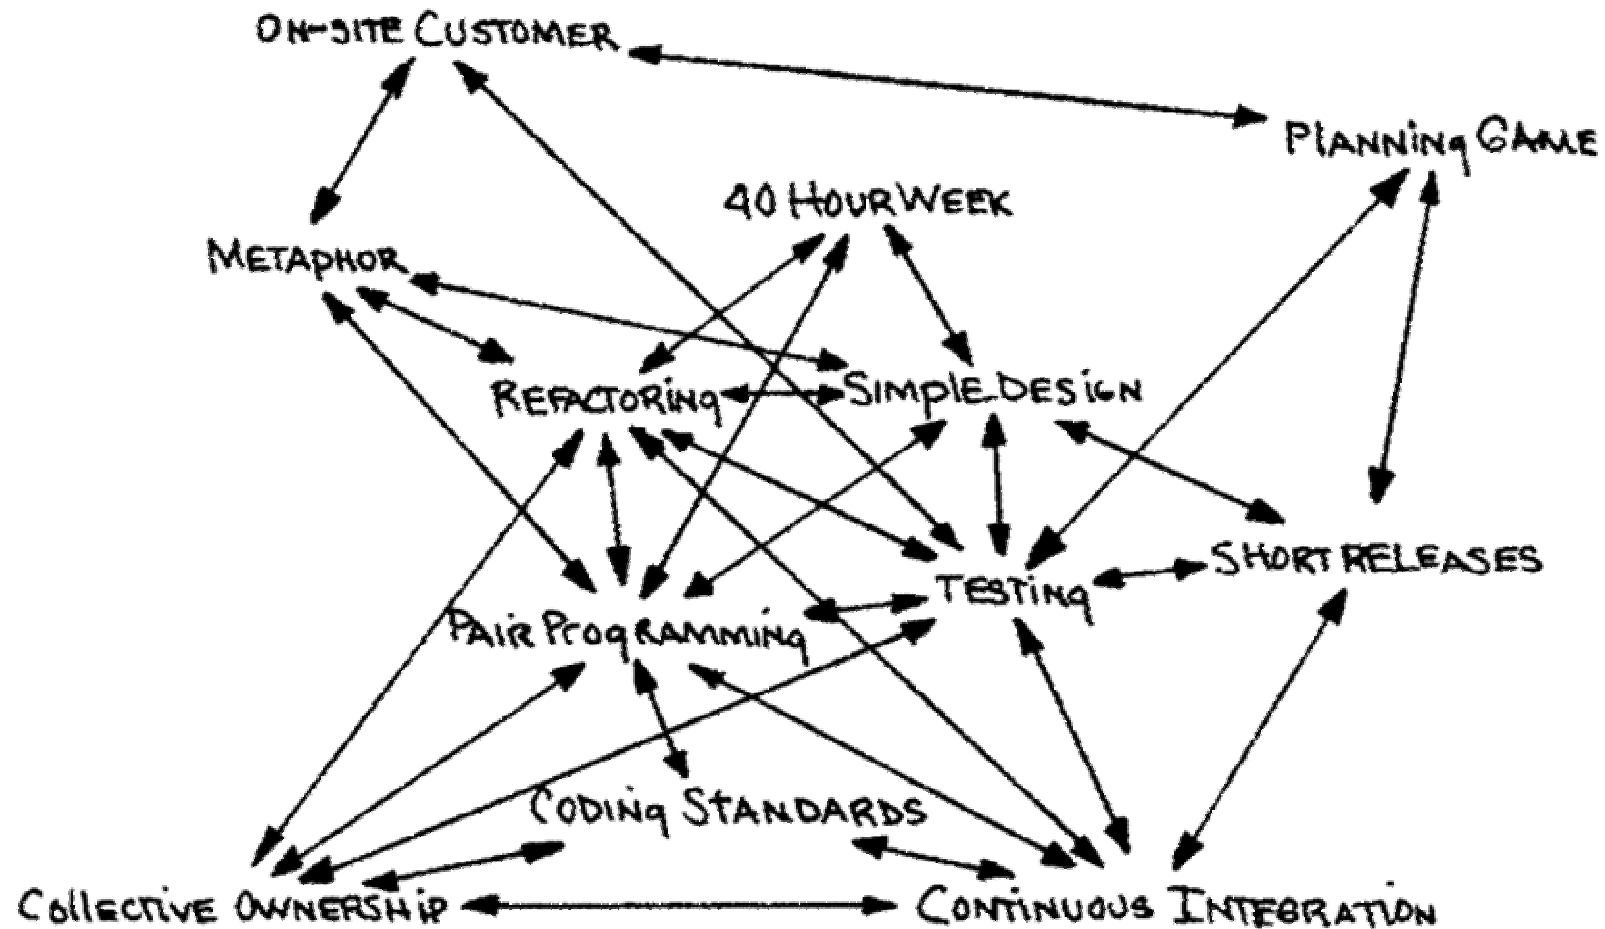 ON-SITE CUSTOMER
PlANNiNg GAME
40 HOUR WEEK
METAPHOR
REFACTORiNg
SIMplE DESiGN
SHORT RELEASES
TESTiNg
PAiR ProgRAMMiNg
CODiNg STANDARDS
CollECTiVE OWNERSHiP
CONTiNUOUS INTEGRATiON